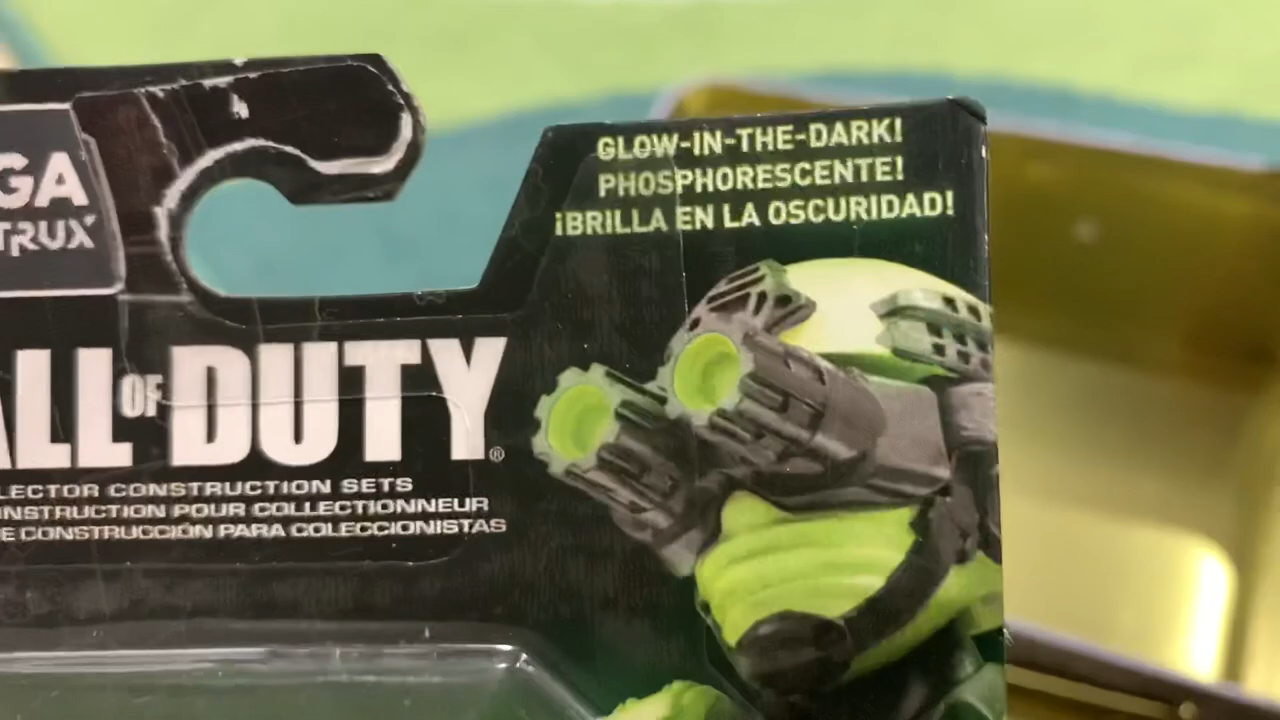 GLOW-IN-THE-DARK!
PHOSPHORESCENTE!
¡BRILLA EN LA OSCURIDAD!
GA
TRUX
ALL OF DUTY®
LECTOR CONSTRUCTION SETS
NSTRUCTION POUR COLLECTIONNEUR
E CONSTRUCCIÓN PARA COLECCIONISTAS